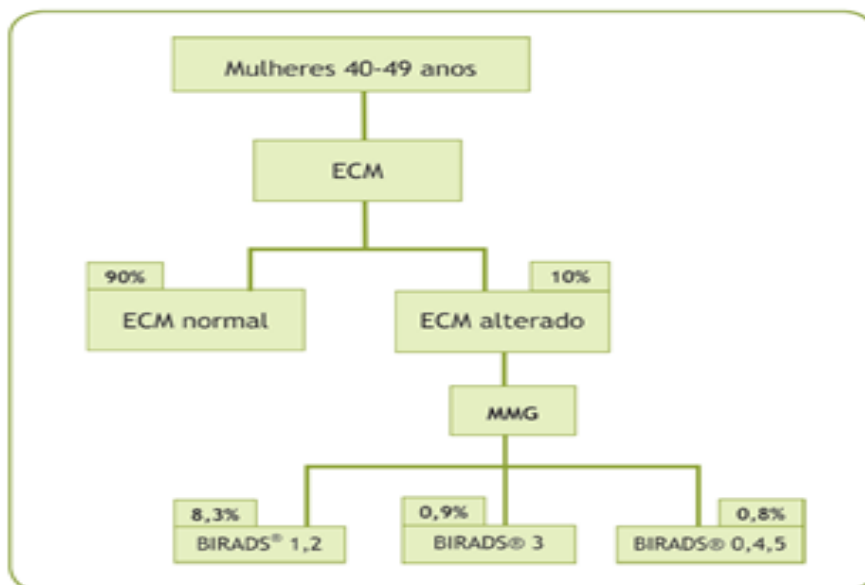 Mulheres 40-49 anos
ECM
90%
ECM normal
10%
ECM alterado
MMG
8,3%
BIRADS® 1,2
0,9%
BIRADS® 3
0,8%
BIRADS® 0,4,5